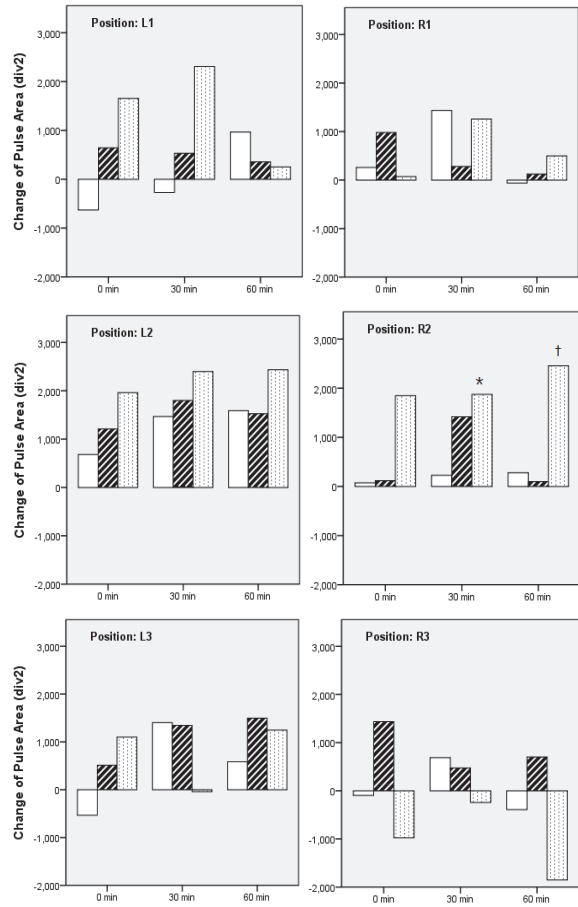 Position: L1
Change of Pulse Area (div2)
3,000
2,000
1,000
0
-1,000
-2,000
0 min 30 min 60 min
Position: R1
3,000
2,000
1,000
0
-1,000
-2,000
0 min 30 min 60 min
Position: L2
Change of Pulse Area (div2)
3,000
2,000
1,000
0
-1,000
-2,000
0 min 30 min 60 min
Position: R2
3,000
2,000
1,000
0
-1,000
-2,000
*
†
0 min 30 min 60 min
Position: L3
Change of Pulse Area (div2)
3,000
2,000
1,000
0
-1,000
-2,000
0 min 30 min 60 min
Position: R3
3,000
2,000
1,000
0
-1,000
-2,000
0 min 30 min 60 min